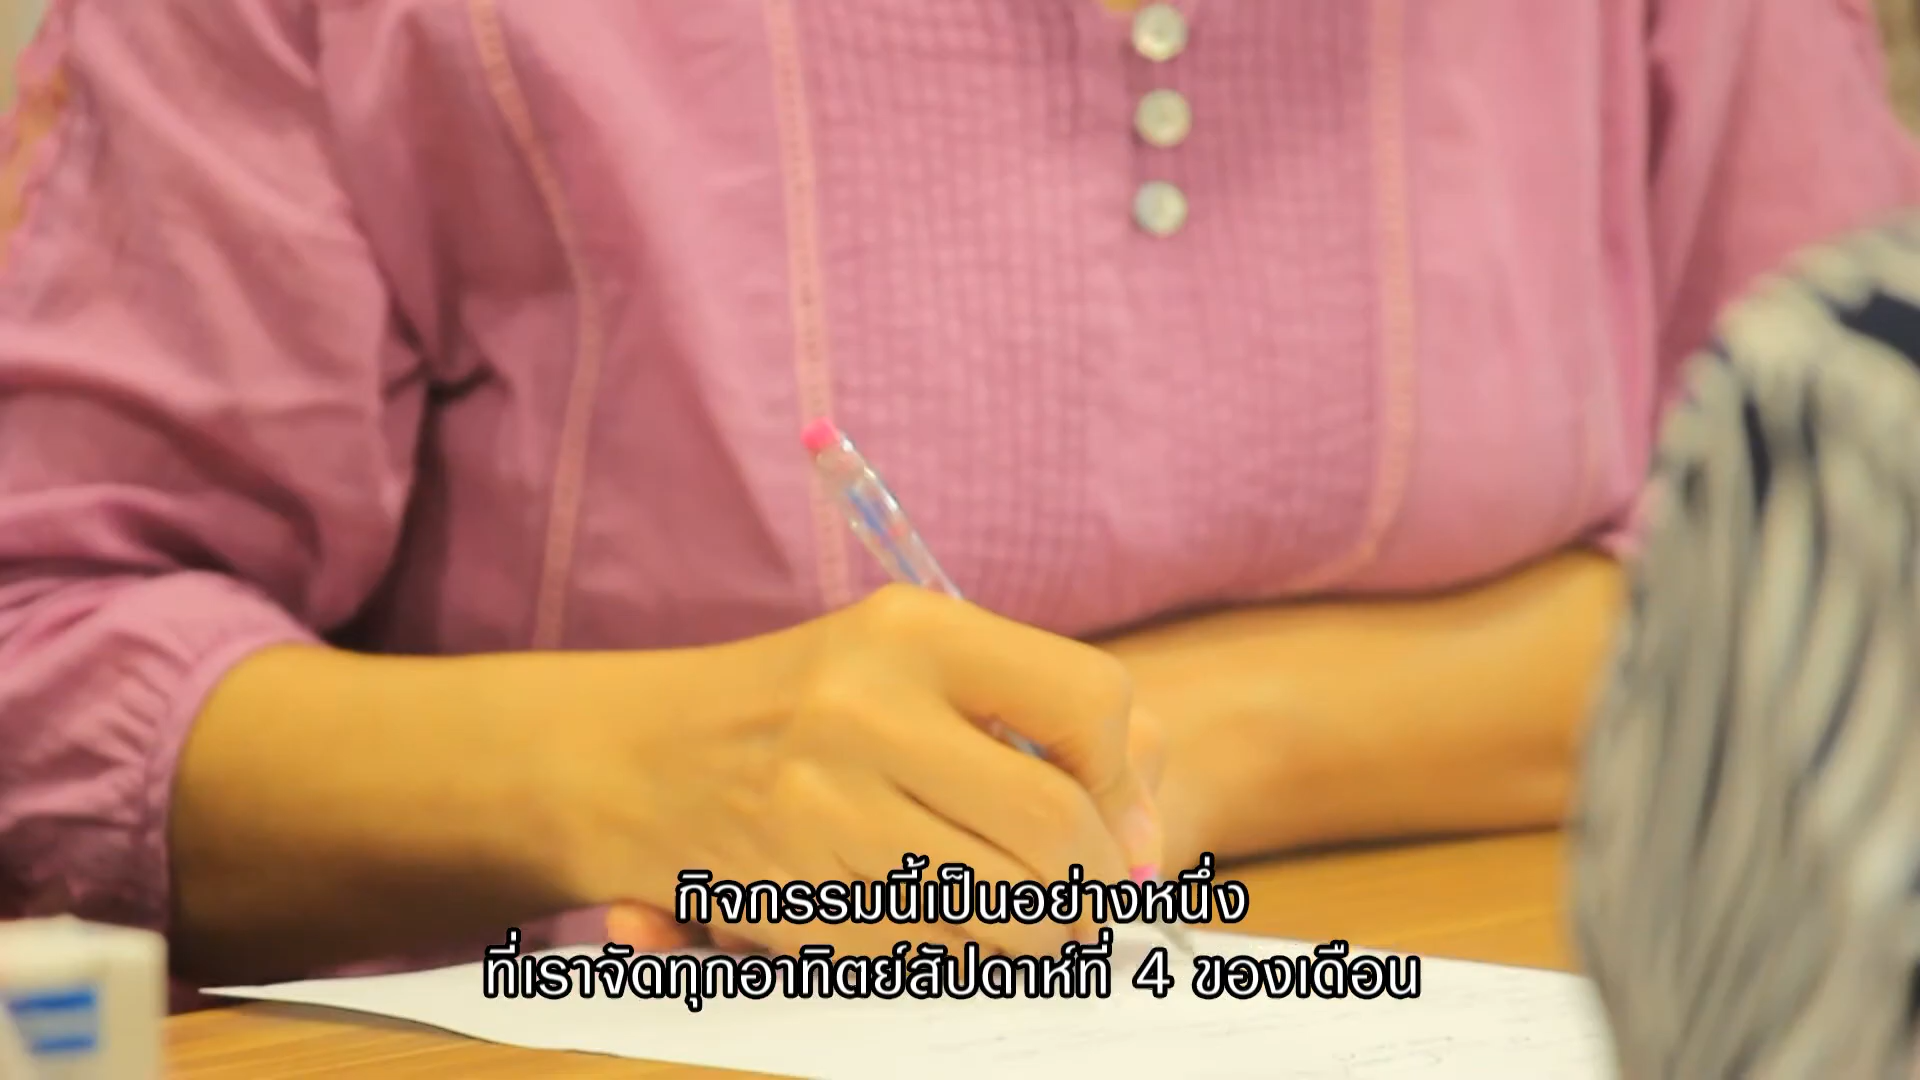 กิจกรรมนี้เป็นอย่างหนึ่ง
ที่เราจัดทุกอาทิตย์สัปดาห์ที่ 4 ของเดือน